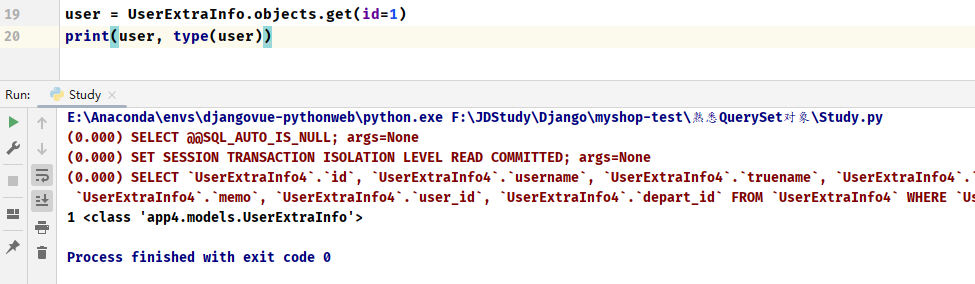 19 user = UserExtraInfo.objects.get(id=1)
20 print(user, type(user))
Run: Study ×
E:\Anaconda\envs\djangovue-pythonweb\python.exe F:\JDStudy\Django\myshop-test\熟悉QuerySet对象\Study.py
(0.000) SELECT @@SQL_AUTO_IS_NULL; args=None
(0.000) SET SESSION TRANSACTION ISOLATION LEVEL READ COMMITTED; args=None
(0.000) SELECT `UserExtraInfo4`.`id`, `UserExtraInfo4`.`username`, `UserExtraInfo4`.`truename`, `UserExtraInfo4`.`
`UserExtraInfo4`.`memo`, `UserExtraInfo4`.`user_id`, `UserExtraInfo4`.`depart_id` FROM `UserExtraInfo4` WHERE `Us
1 <class 'app4.models.UserExtraInfo'>
Process finished with exit code 0